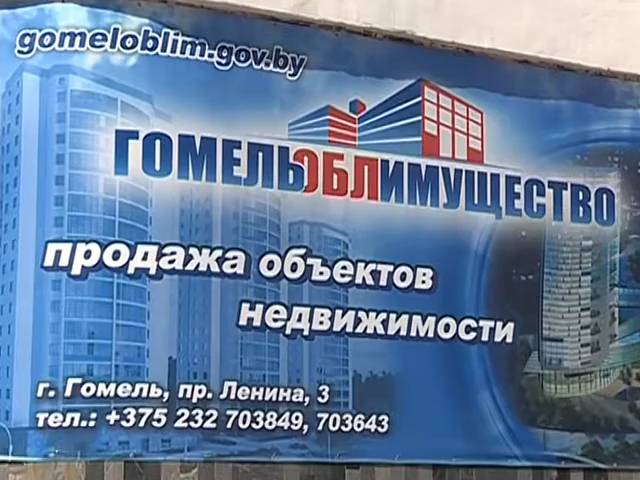 gomeloblim.gov.by
ГОМЕЛЬОБЛИМУЩЕСТВО
продажа объектов
недвижимости
г. Гомель, пр. Ленина, 3
тел.: +375 232 703849, 703643